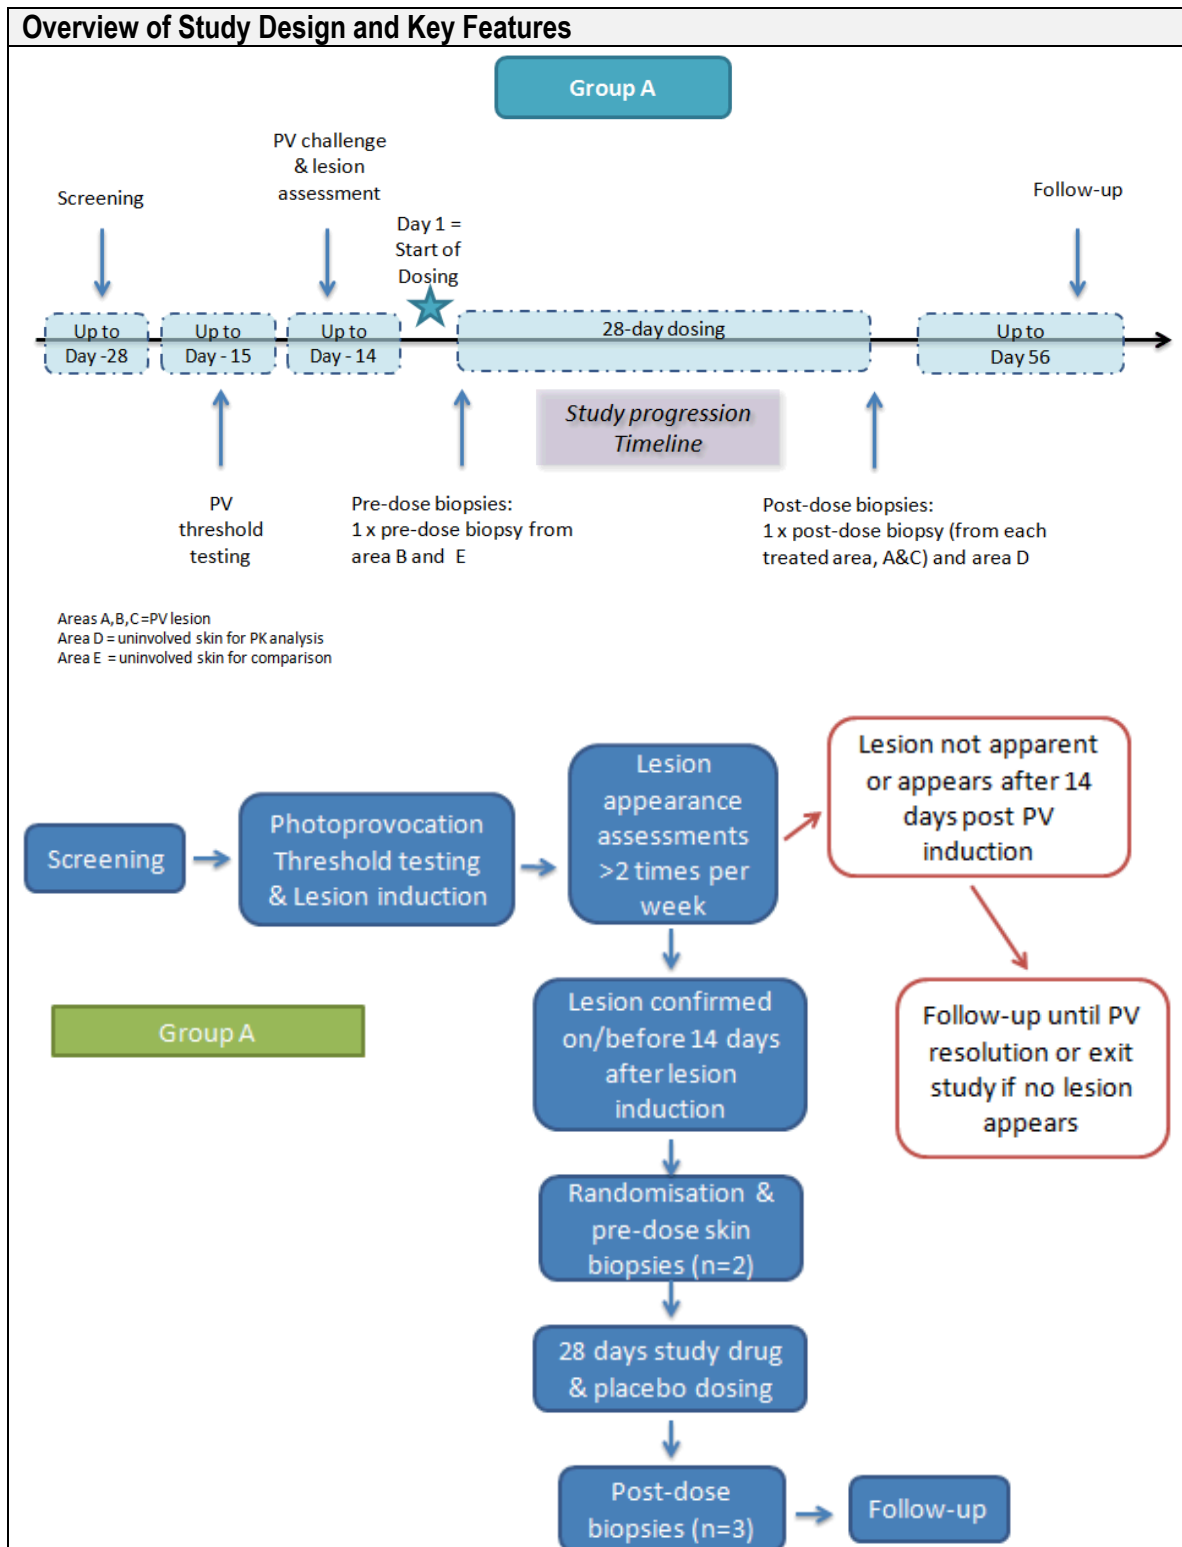 Overview of Study Design and Key Features
Group A
PV challenge
& lesion
assessment
Screening
Follow-up
Day 1 =
Start of
Dosing
Up to
Day -28
Up to
Day - 15
Up to
Day - 14
28-day dosing
Up to
Day 56
Study progression
Timeline
PV
threshold
testing
Pre-dose biopsies:
1 x pre-dose biopsy from
area B and E
Post-dose biopsies:
1 x post-dose biopsy (from each
treated area, A&C) and area D
Areas A,B,C=PV lesion
Area D = uninvolved skin for PK analysis
Area E = uninvolved skin for comparison
Screening
Photoprovocation
Threshold testing
& Lesion induction
Lesion
appearance
assessments
>2 times per
week
Lesion not apparent
or appears after 14
days post PV
induction
Group A
Lesion confirmed
on/before 14 days
after lesion
induction
Follow-up until PV
resolution or exit
study if no lesion
appears
Randomisation &
pre-dose skin
biopsies (n=2)
28 days study drug
& placebo dosing
Post-dose
biopsies (n=3)
Follow-up